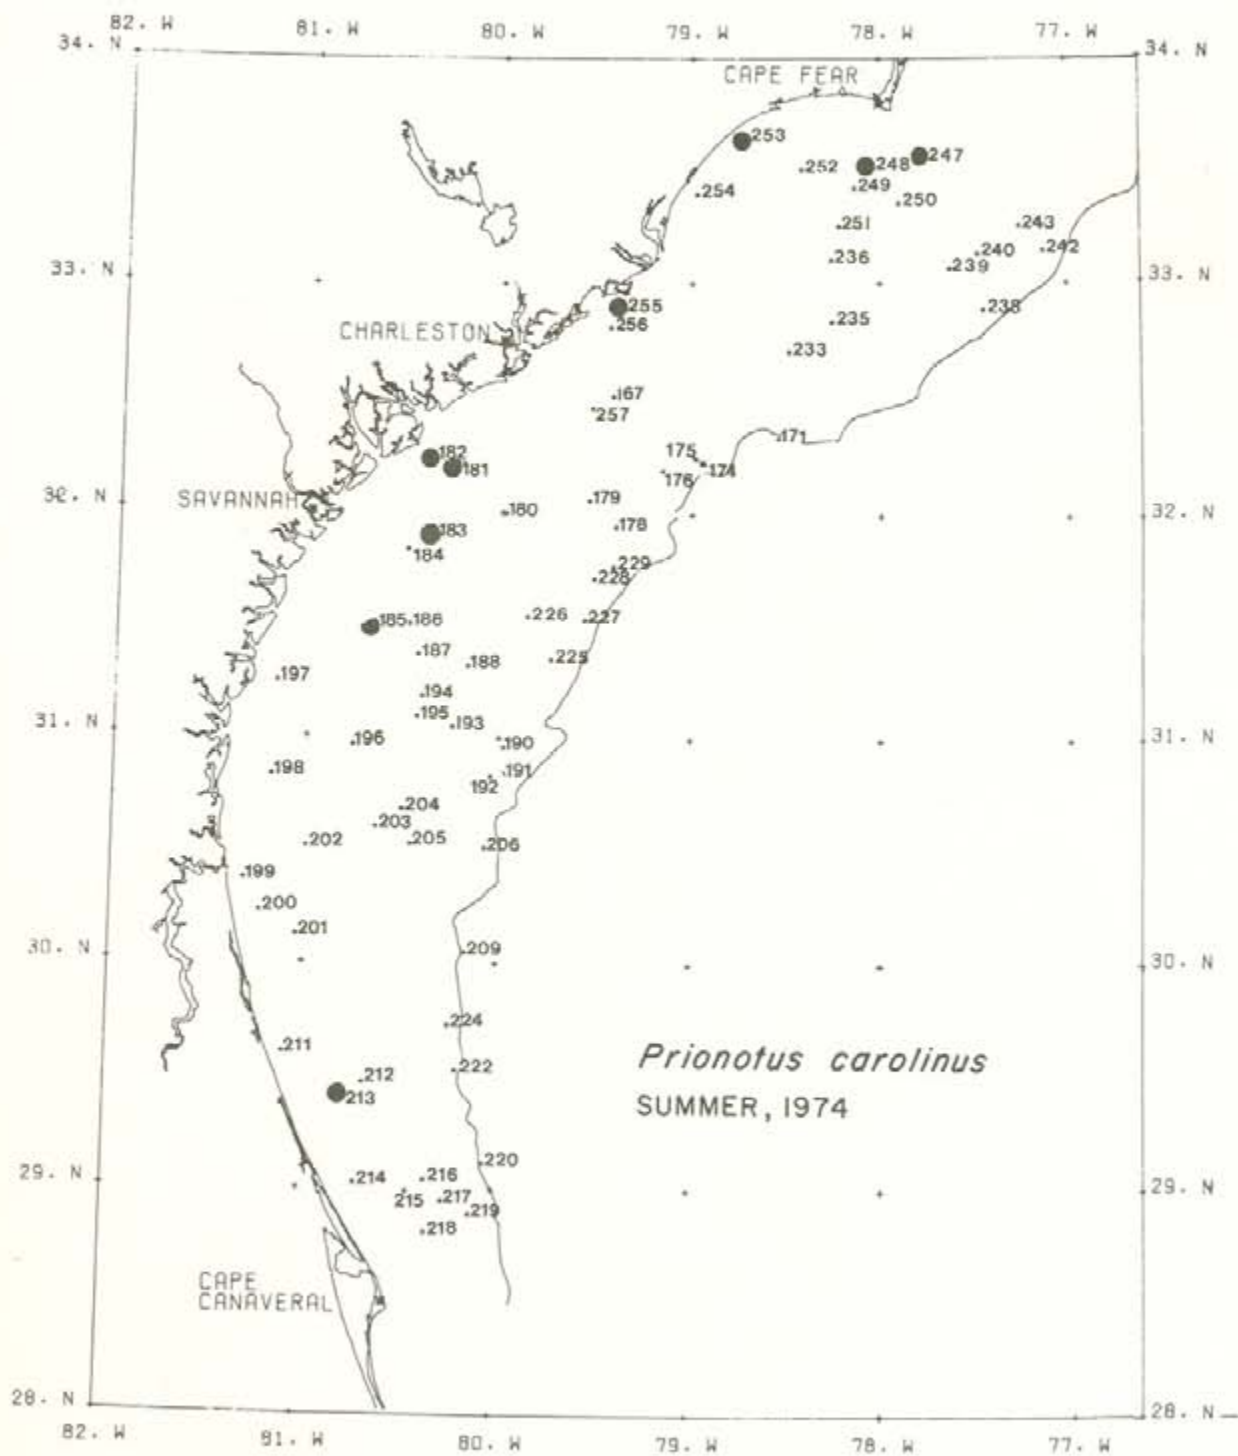 82. W 81. W 80. W 79. W 78. W 77. W
34. N 34. N
CAPE FEAR
253
247
252 248
249
254 250
251 243
240 242
236 239
33. N 33. N
255 238
256 235
CHARLESTON
233
167
257
171
175
182 174
181 176
32. N SAVANNAH 179
180
183 178 32. N
184
229
228
185 186 226 227
187 225
188
197
194
195
193
31. N 196 190 31. N
198 191
192
204
203
202 205 206
199
200
201
30. N 209 30. N
224
211
Prionotus carolinus
212 222
213
SUMMER, 1974
220
29. N 214 216 29. N
215 217
219
218
CAPE
CANAVERAL
28. N 28. N
82. W 81. W 80. W 79. W 78. W 77. W